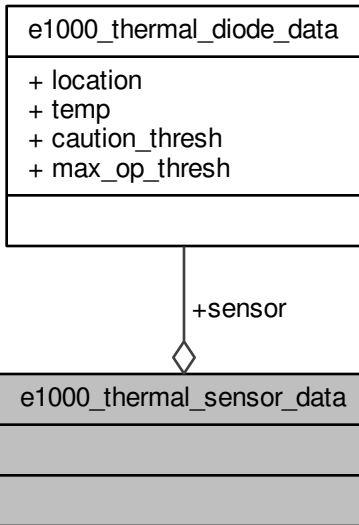 e1000_thermal_diode_data
+ location
+ temp
+ caution_thresh
+ max_op_thresh
+sensor
e1000_thermal_sensor_data